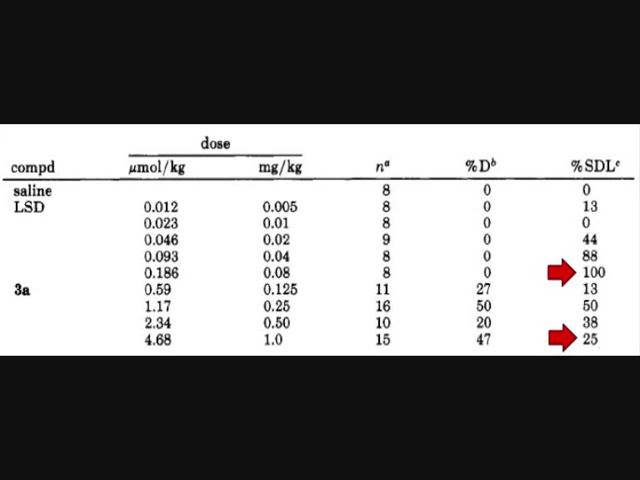 dose
compd μmol/kg mg/kg nᵃ %Dᵇ %SDLᶜ
saline 8 0 0
LSD 0.012 0.005 8 0 13
0.023 0.01 8 0 0
0.046 0.02 9 0 44
0.093 0.04 8 0 88
0.186 0.08 8 0 100
3a 0.59 0.125 11 27 13
1.17 0.25 16 50 50
2.34 0.50 10 20 38
4.68 1.0 15 47 25